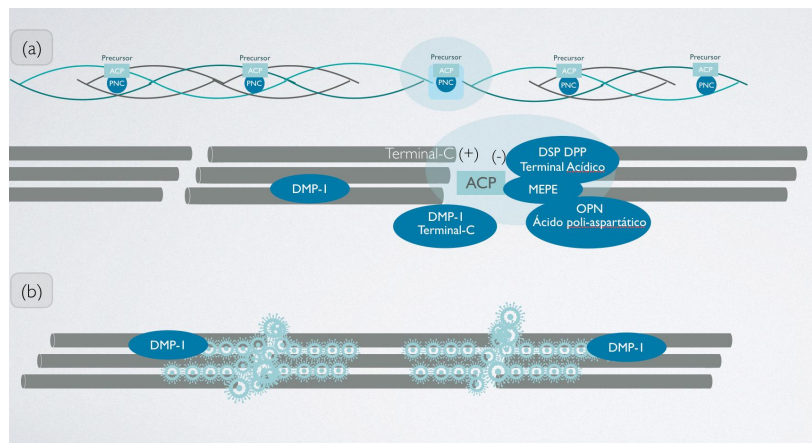 (a)
Precursor
ACP
PNC
Precursor
ACP
PNC
Precursor
ACP
PNC
Precursor
ACP
PNC
Precursor
ACP
PNC
Terminal-C (+) (-)
DSP DPP
Terminal Acídico
ACP
MEPE
DMP-1
OPN
Ácido poli-aspartático
DMP-1
Terminal-C
(b)
DMP-1
DMP-1